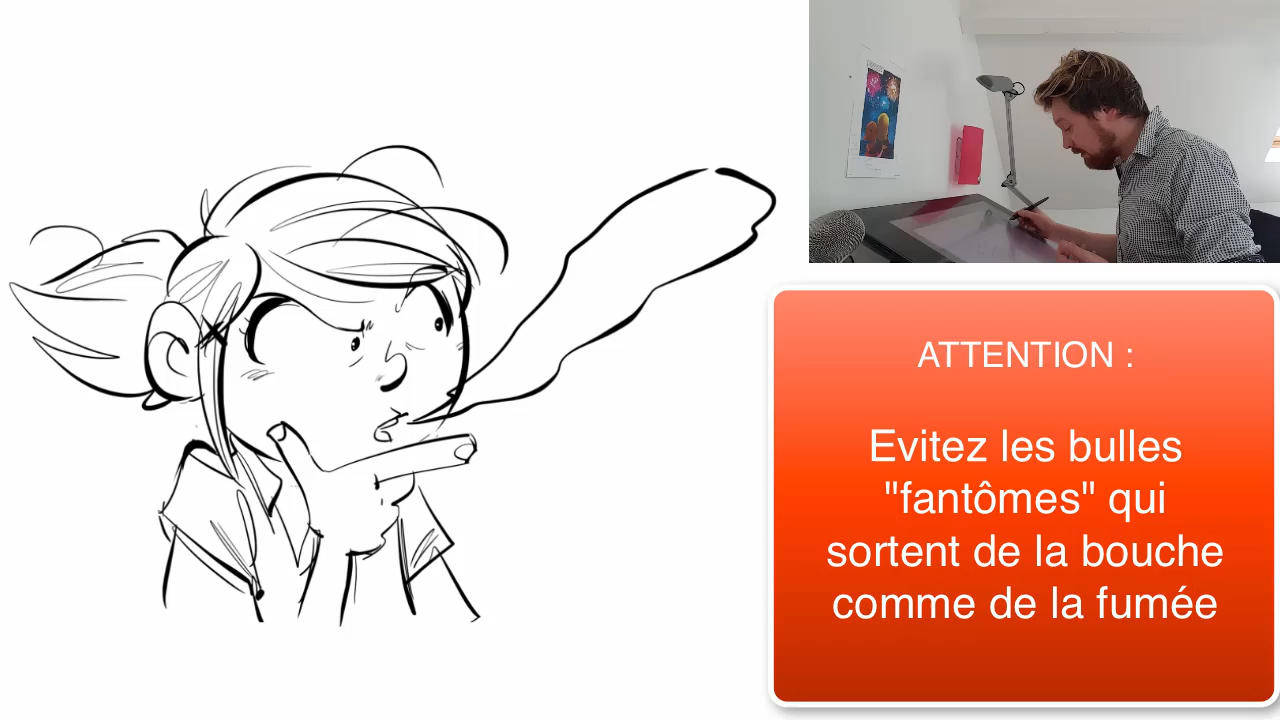 ATTENTION :
Evitez les bulles
"fantômes" qui
sortent de la bouche
comme de la fumée